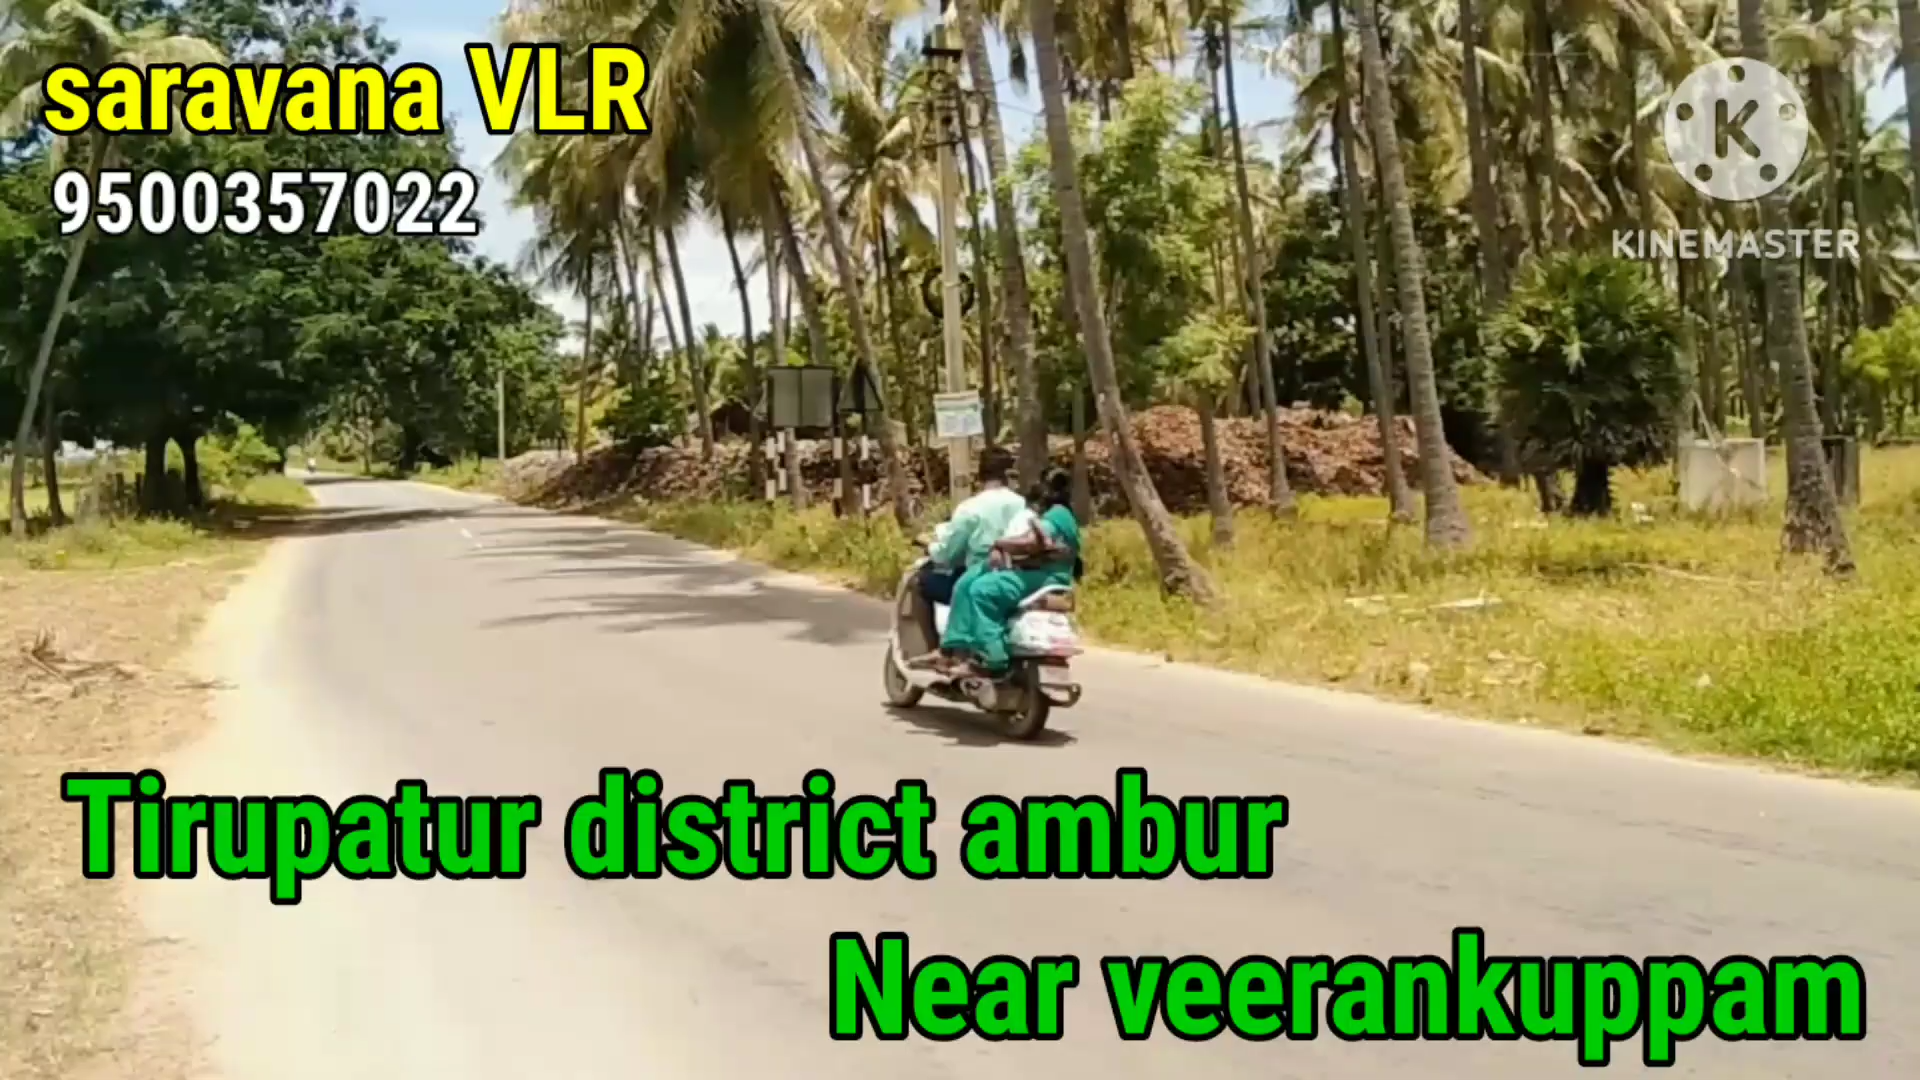 saravana VLR
9500357022
K
KINEMASTER
Tirupatur district ambur
Near veerankuppam